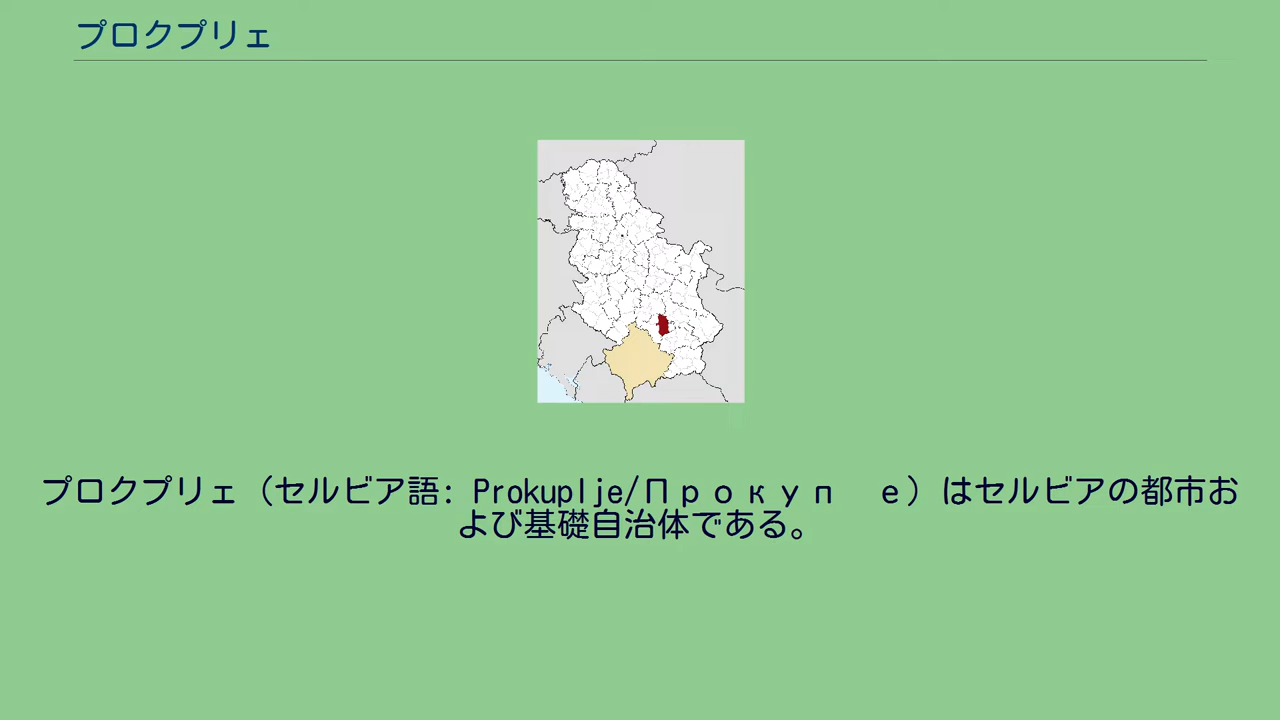 プロクプリェ
プロクプリェ（セルビア語: Prokuplje/Прокуп　е）はセルビアの都市お
よび基礎自治体である。